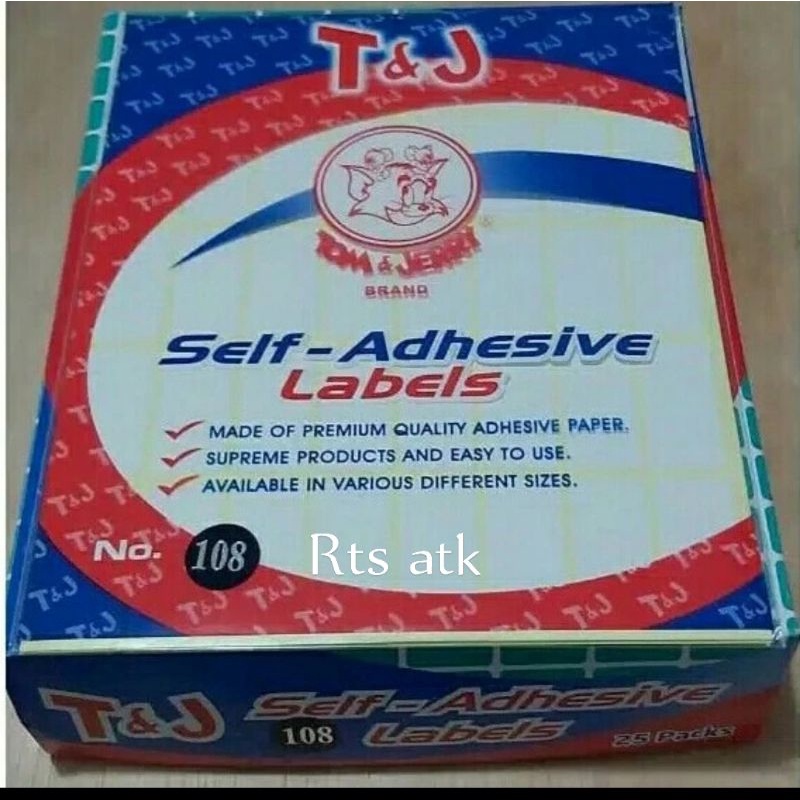 T&J
TOM & JERRY
®
BRAND
Self-Adhesive
Labels
MADE OF PREMIUM QUALITY ADHESIVE PAPER.
SUPREME PRODUCTS AND EASY TO USE.
AVAILABLE IN VARIOUS DIFFERENT SIZES.
No. 108
Rts atk
T&J Self-Adhesive
108 Labels
25 Packs